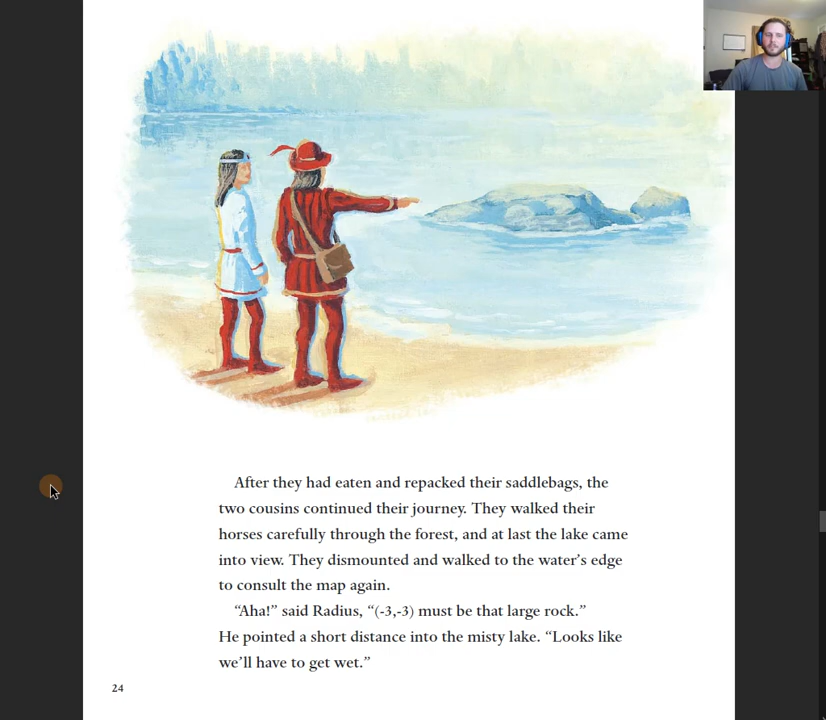 After they had eaten and repacked their saddlebags, the
two cousins continued their journey. They walked their
horses carefully through the forest, and at last the lake came
into view. They dismounted and walked to the water’s edge
to consult the map again.
“Aha!” said Radius, “(-3,-3) must be that large rock.”
He pointed a short distance into the misty lake. “Looks like
we’ll have to get wet.”
24